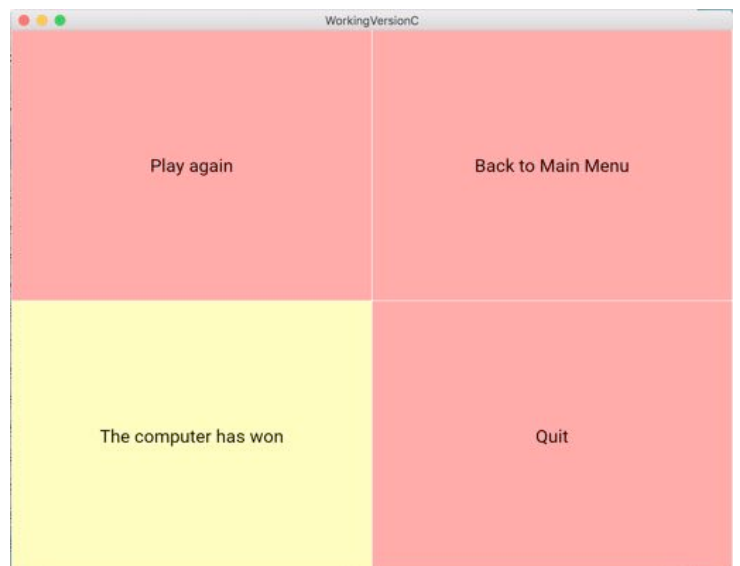 WorkingVersionC
Play again
Back to Main Menu
The computer has won
Quit